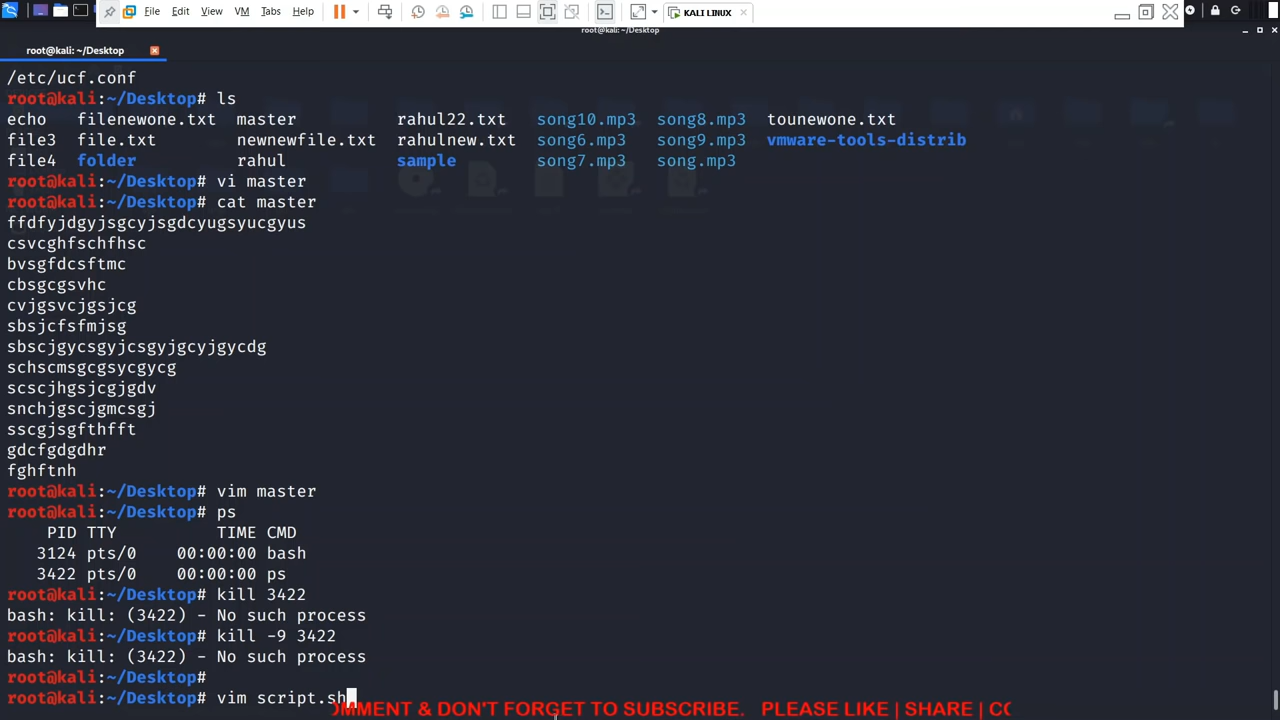 File Edit View VM Tabs Help KALI LINUX
root@kali: ~/Desktop
root@kali: ~/Desktop
/etc/ucf.conf
root@kali:~/Desktop# ls
echo filenewone.txt master rahul22.txt song10.mp3 song8.mp3 tounewone.txt
file3 file.txt newnewfile.txt rahulnew.txt song6.mp3 song9.mp3 vmware-tools-distrib
file4 folder rahul sample song7.mp3 song.mp3
root@kali:~/Desktop# vi master
root@kali:~/Desktop# cat master
ffdfyjdgyjsgcyjsgdcyugsyucgyus
csvcghfschfhsc
bvsgfdcsftmc
cbsgcgsvhc
cvjgsvcjgsjcg
sbsjcfsfmjsg
sbscjgycsgyjcsgyjgcyjgycdg
schscmsgcgsycgycg
scscjhgsjcgjgdv
snchjgscjgmcsgj
sscgjsgfthfft
gdcfgdgdhr
fghftnh
root@kali:~/Desktop# vim master
root@kali:~/Desktop# ps
PID TTY TIME CMD
3124 pts/0 00:00:00 bash
3422 pts/0 00:00:00 ps
root@kali:~/Desktop# kill 3422
bash: kill: (3422) - No such process
root@kali:~/Desktop# kill -9 3422
bash: kill: (3422) - No such process
root@kali:~/Desktop#
root@kali:~/Desktop# vim script.sh
OMMENT & DON'T FORGET TO SUBSCRIBE. PLEASE LIKE | SHARE | CO